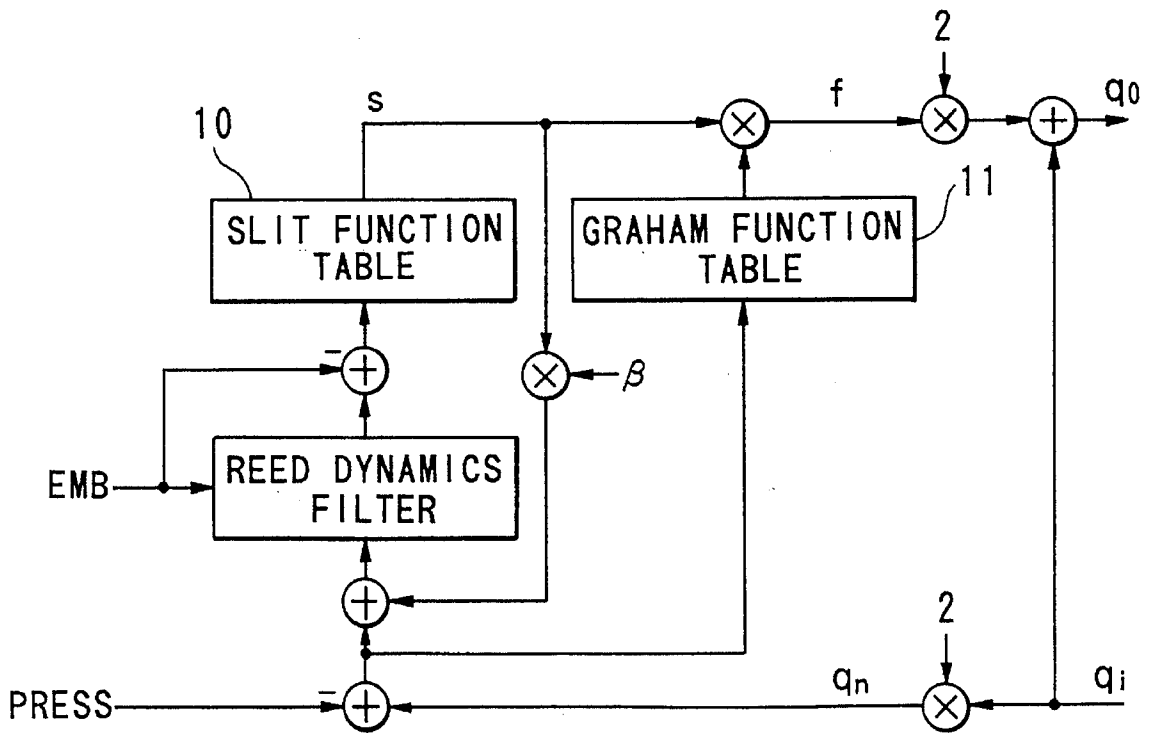 2
s
f
q0
10
11
SLIT FUNCTION
TABLE
GRAHAM FUNCTION
TABLE
−
β
EMB
REED DYNAMICS
FILTER
2
PRESS
−
qn
qi